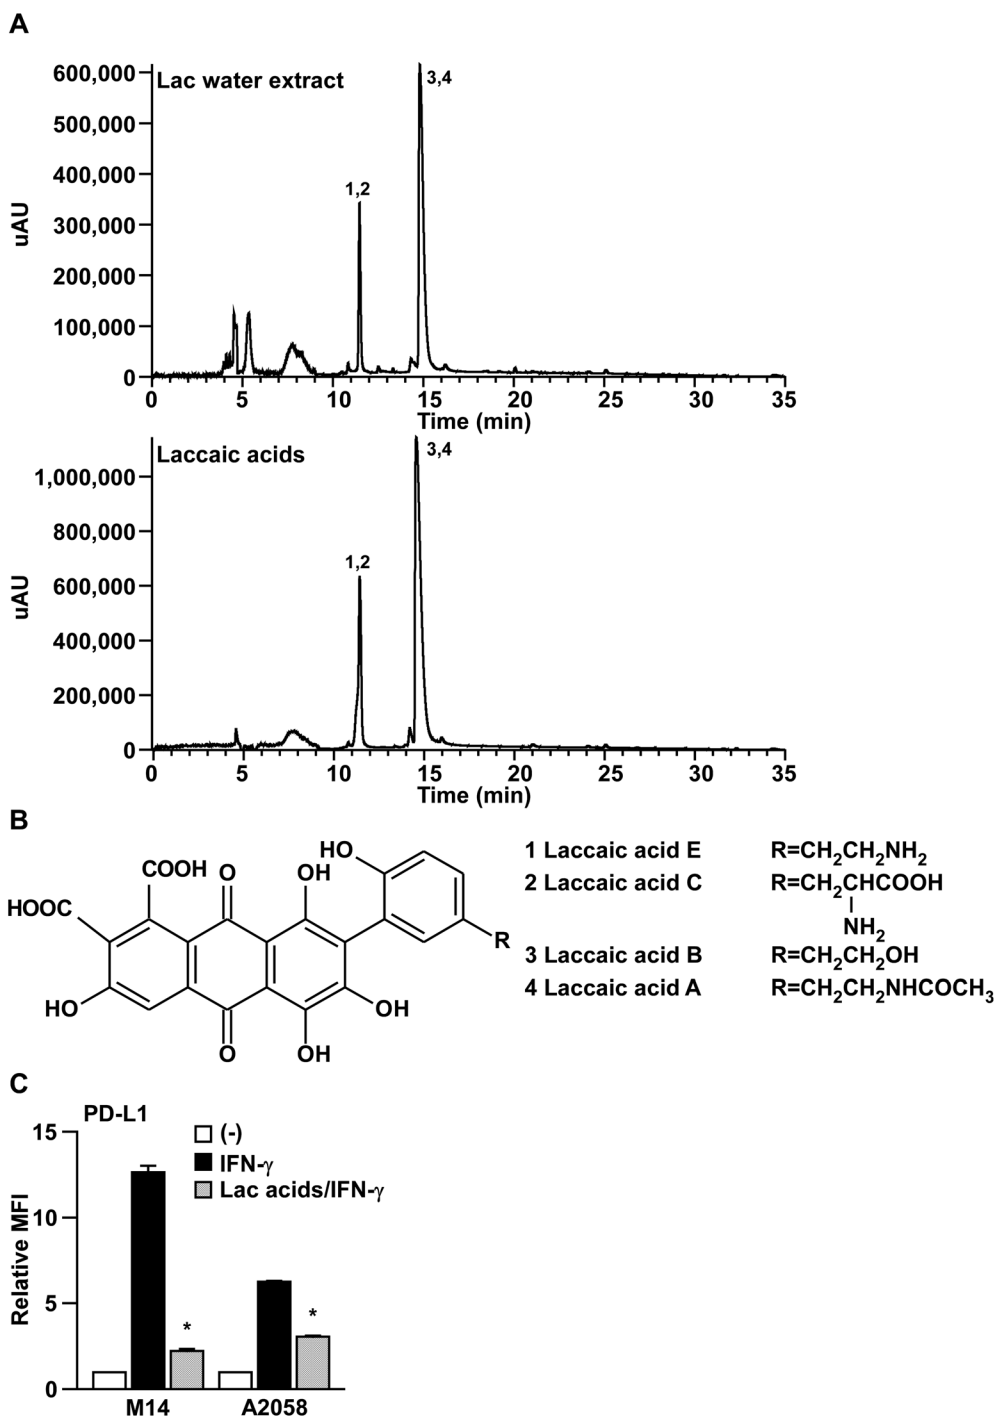 A
Lac water extract
uAU
600,000
500,000
400,000
300,000
200,000
100,000
0
1,2
3,4
0 5 10 15 20 25 30 35
Time (min)
Laccaic acids
uAU
1,000,000
800,000
600,000
400,000
200,000
0
1,2
3,4
0 5 10 15 20 25 30 35
Time (min)
B
HO
COOH O OH
HOOC
R
HO OH
O OH
1 Laccaic acid E R=CH₂CH₂NH₂
2 Laccaic acid C R=CH₂CHCOOH
NH₂
3 Laccaic acid B R=CH₂CH₂OH
4 Laccaic acid A R=CH₂CH₂NHCOCH₃
C
PD-L1
(-)
IFN-γ
Lac acids/IFN-γ
Relative MFI
15
10
5
0
*
*
M14 A2058